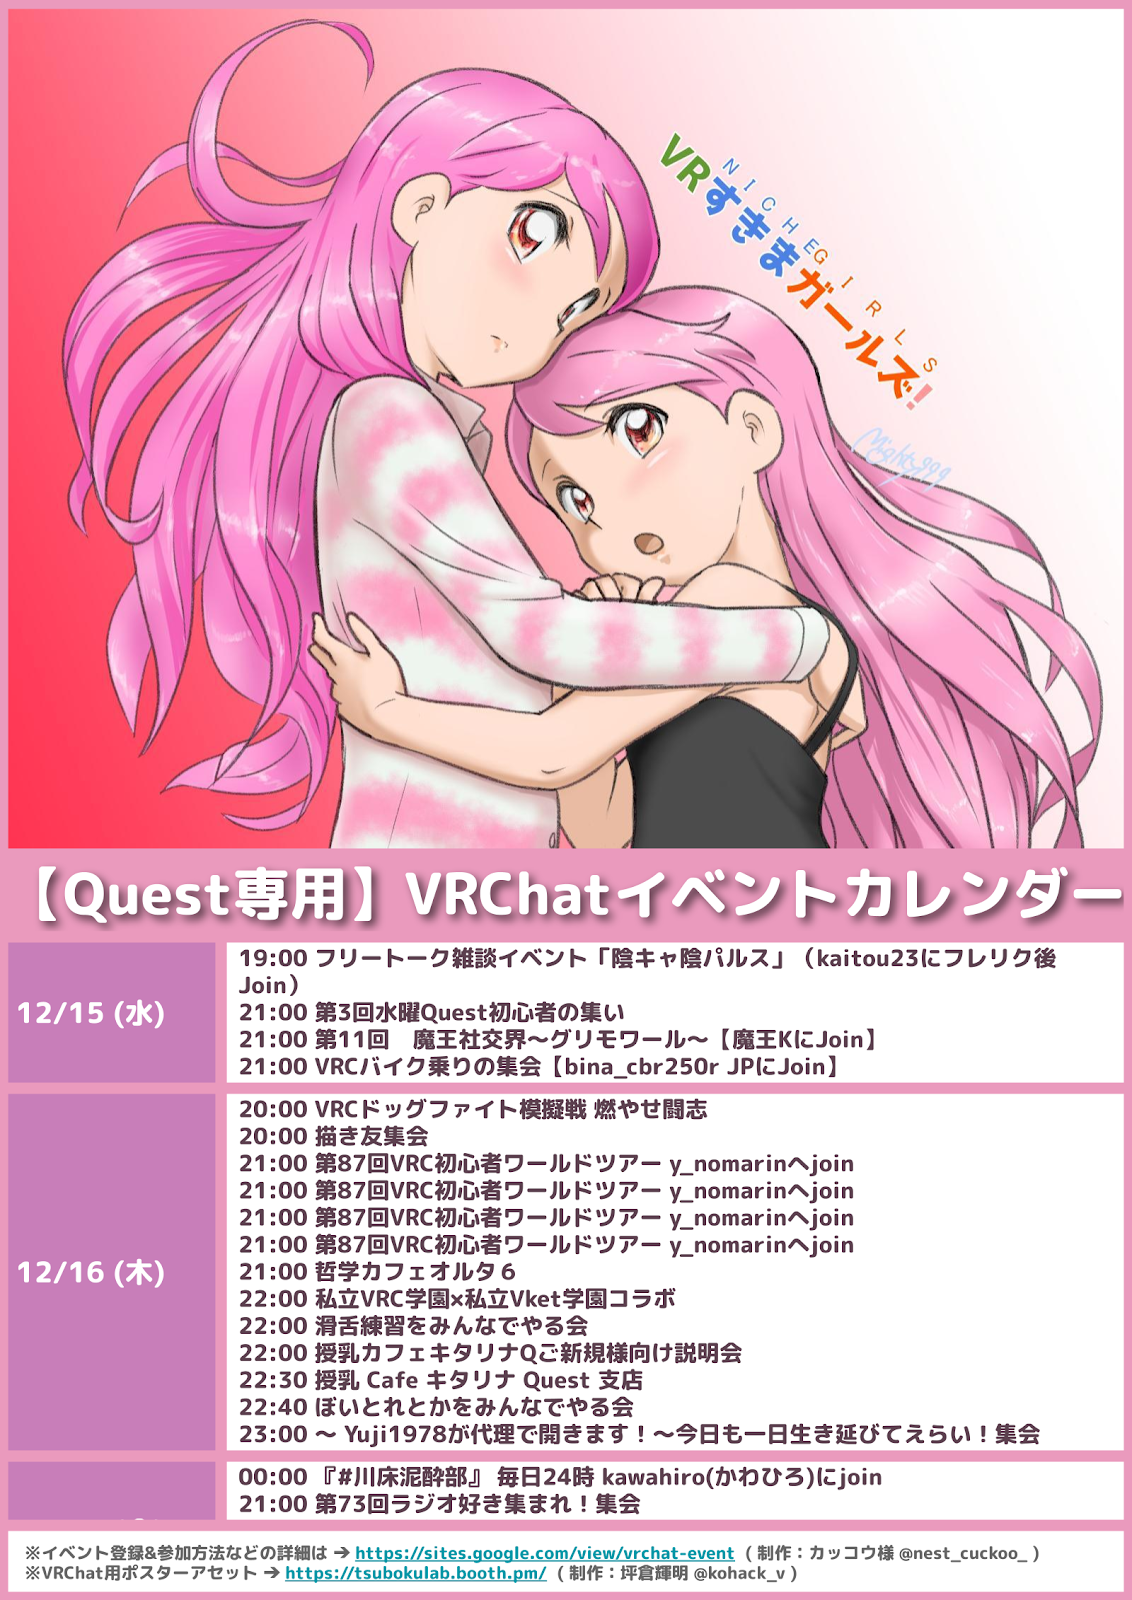 VRすきまガールズ!
NICHE GIRLS
Mighty999
【Quest専用】VRChatイベントカレンダー
12/15 (水)
19:00 フリートーク雑談イベント「陰キャ陰パルス」（kaitou23にフレリク後
Join）
21:00 第3回水曜Quest初心者の集い
21:00 第11回　魔王社交界～グリモワール～【魔王KにJoin】
21:00 VRCバイク乗りの集会【bina_cbr250r JPにJoin】
12/16 (木)
20:00 VRCドッグファイト模擬戦 燃やせ闘志
20:00 描き友集会
21:00 第87回VRC初心者ワールドツアー y_nomarinへjoin
21:00 第87回VRC初心者ワールドツアー y_nomarinへjoin
21:00 第87回VRC初心者ワールドツアー y_nomarinへjoin
21:00 第87回VRC初心者ワールドツアー y_nomarinへjoin
21:00 哲学カフェオルタ６
22:00 私立VRC学園×私立Vket学園コラボ
22:00 滑舌練習をみんなでやる会
22:00 授乳カフェキタリナQご新規様向け説明会
22:30 授乳 Cafe キタリナ Quest 支店
22:40 ぼいとれとかをみんなでやる会
23:00 ～ Yuji1978が代理で開きます！～今日も一日生き延びてえらい！集会
00:00 『#川床泥酔部』 毎日24時 kawahiro(かわひろ)にjoin
21:00 第73回ラジオ好き集まれ！集会
※イベント登録&参加方法などの詳細は → https://sites.google.com/view/vrchat-event （ 制作：カッコウ様 @nest_cuckoo_ ）
※VRChat用ポスターアセット → https://tsubokulab.booth.pm/ （ 制作：坪倉輝明 @kohack_v ）